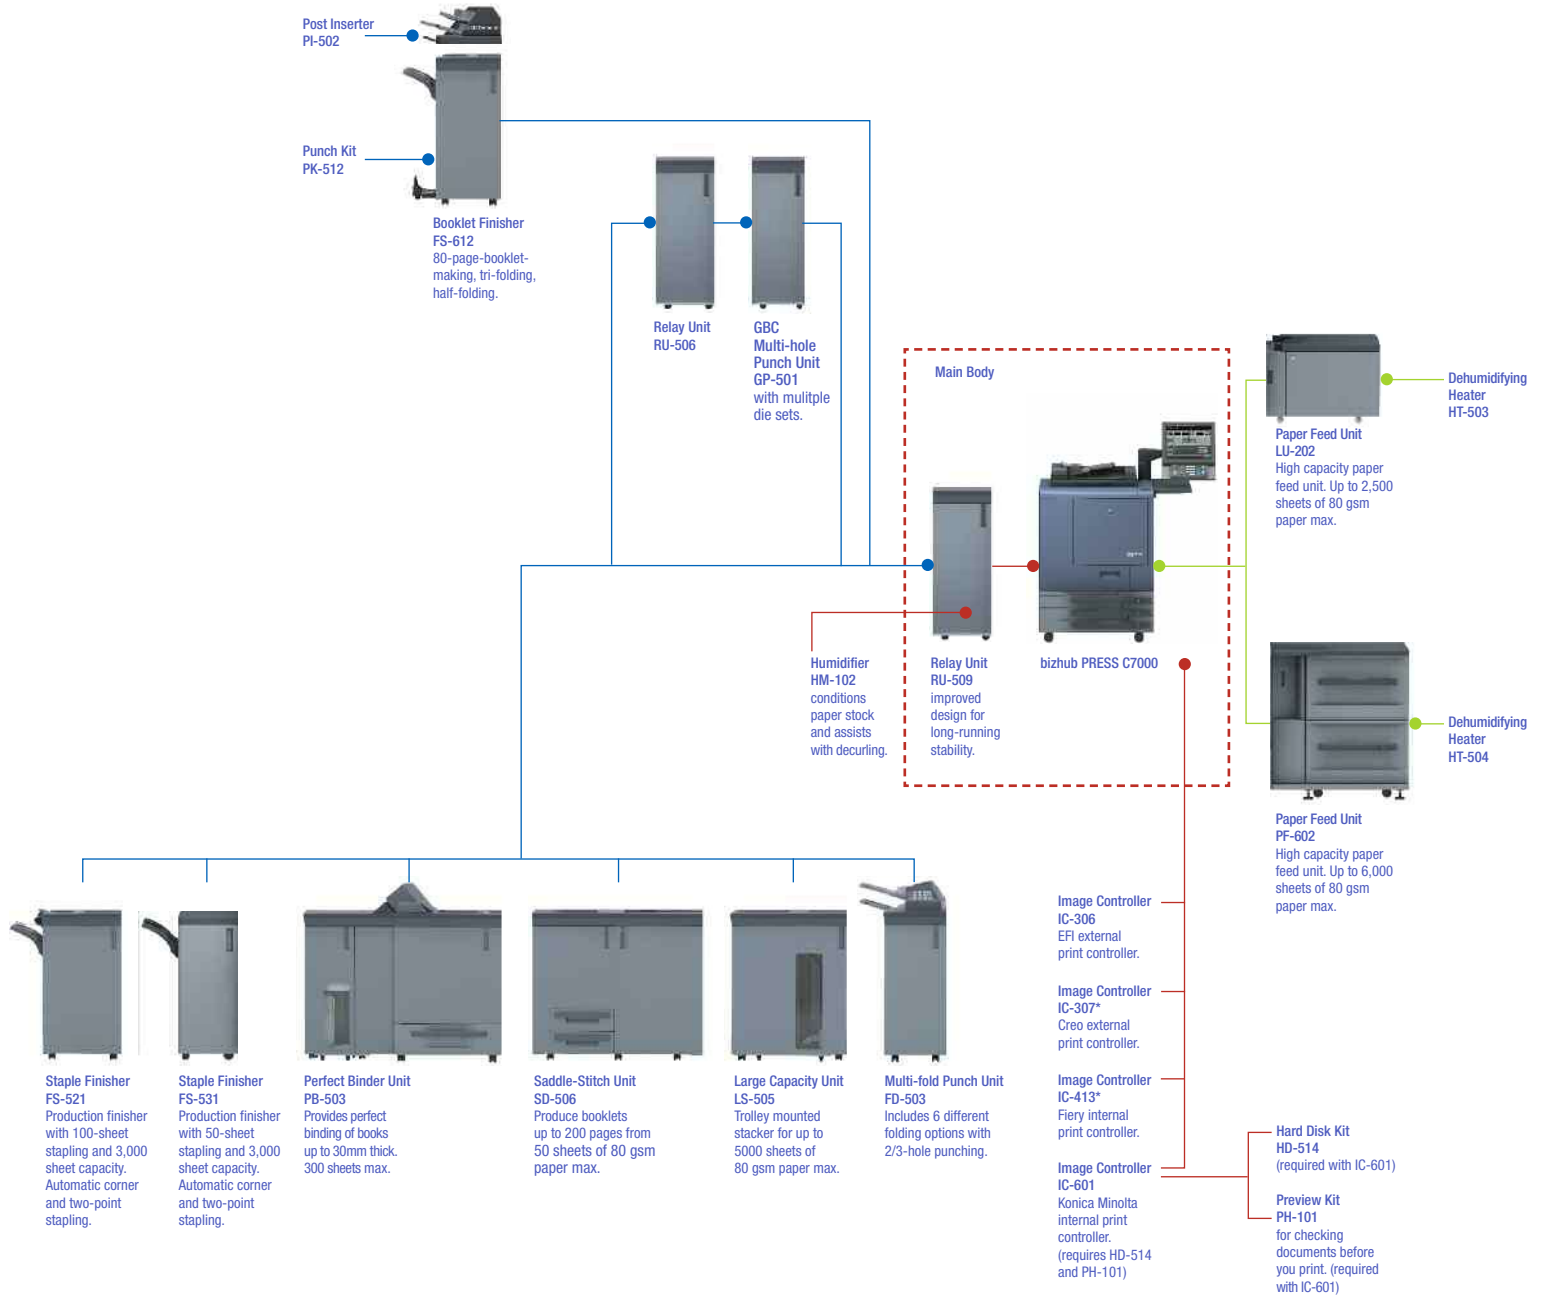 Post Inserter
PI-502
Punch Kit
PK-512
Booklet Finisher
FS-612
80-page-booklet-
making, tri-folding,
half-folding.
Relay Unit
RU-506
GBC
Multi-hole
Punch Unit
GP-501
with mulitple
die sets.
Main Body
Humidifier
HM-102
conditions
paper stock
and assists
with decurling.
Relay Unit
RU-509
improved
design for
long-running
stability.
bizhub PRESS C7000
Paper Feed Unit
LU-202
High capacity paper
feed unit. Up to 2,500
sheets of 80 gsm
paper max.
Dehumidifying
Heater
HT-503
Paper Feed Unit
PF-602
High capacity paper
feed unit. Up to 6,000
sheets of 80 gsm
paper max.
Dehumidifying
Heater
HT-504
Staple Finisher
FS-521
Production finisher
with 100-sheet
stapling and 3,000
sheet capacity.
Automatic corner
and two-point
stapling.
Staple Finisher
FS-531
Production finisher
with 50-sheet
stapling and 3,000
sheet capacity.
Automatic corner
and two-point
stapling.
Perfect Binder Unit
PB-503
Provides perfect
binding of books
up to 30mm thick.
300 sheets max.
Saddle-Stitch Unit
SD-506
Produce booklets
up to 200 pages from
50 sheets of 80 gsm
paper max.
Large Capacity Unit
LS-505
Trolley mounted
stacker for up to
5000 sheets of
80 gsm paper max.
Multi-fold Punch Unit
FD-503
Includes 6 different
folding options with
2/3-hole punching.
Image Controller
IC-306
EFI external
print controller.
Image Controller
IC-307*
Creo external
print controller.
Image Controller
IC-413*
Fiery internal
print controller.
Image Controller
IC-601
Konica Minolta
internal print
controller.
(requires HD-514
and PH-101)
Hard Disk Kit
HD-514
(required with IC-601)
Preview Kit
PH-101
for checking
documents before
you print. (required
with IC-601)